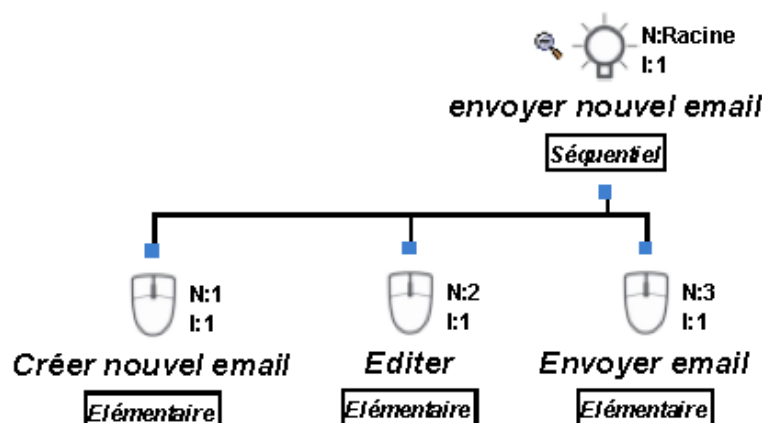 N:Racine
I:1
envoyer nouvel email
Séquentiel
N:1
I:1
Créer nouvel email
Elémentaire
N:2
I:1
Editer
Elémentaire
N:3
I:1
Envoyer email
Elémentaire